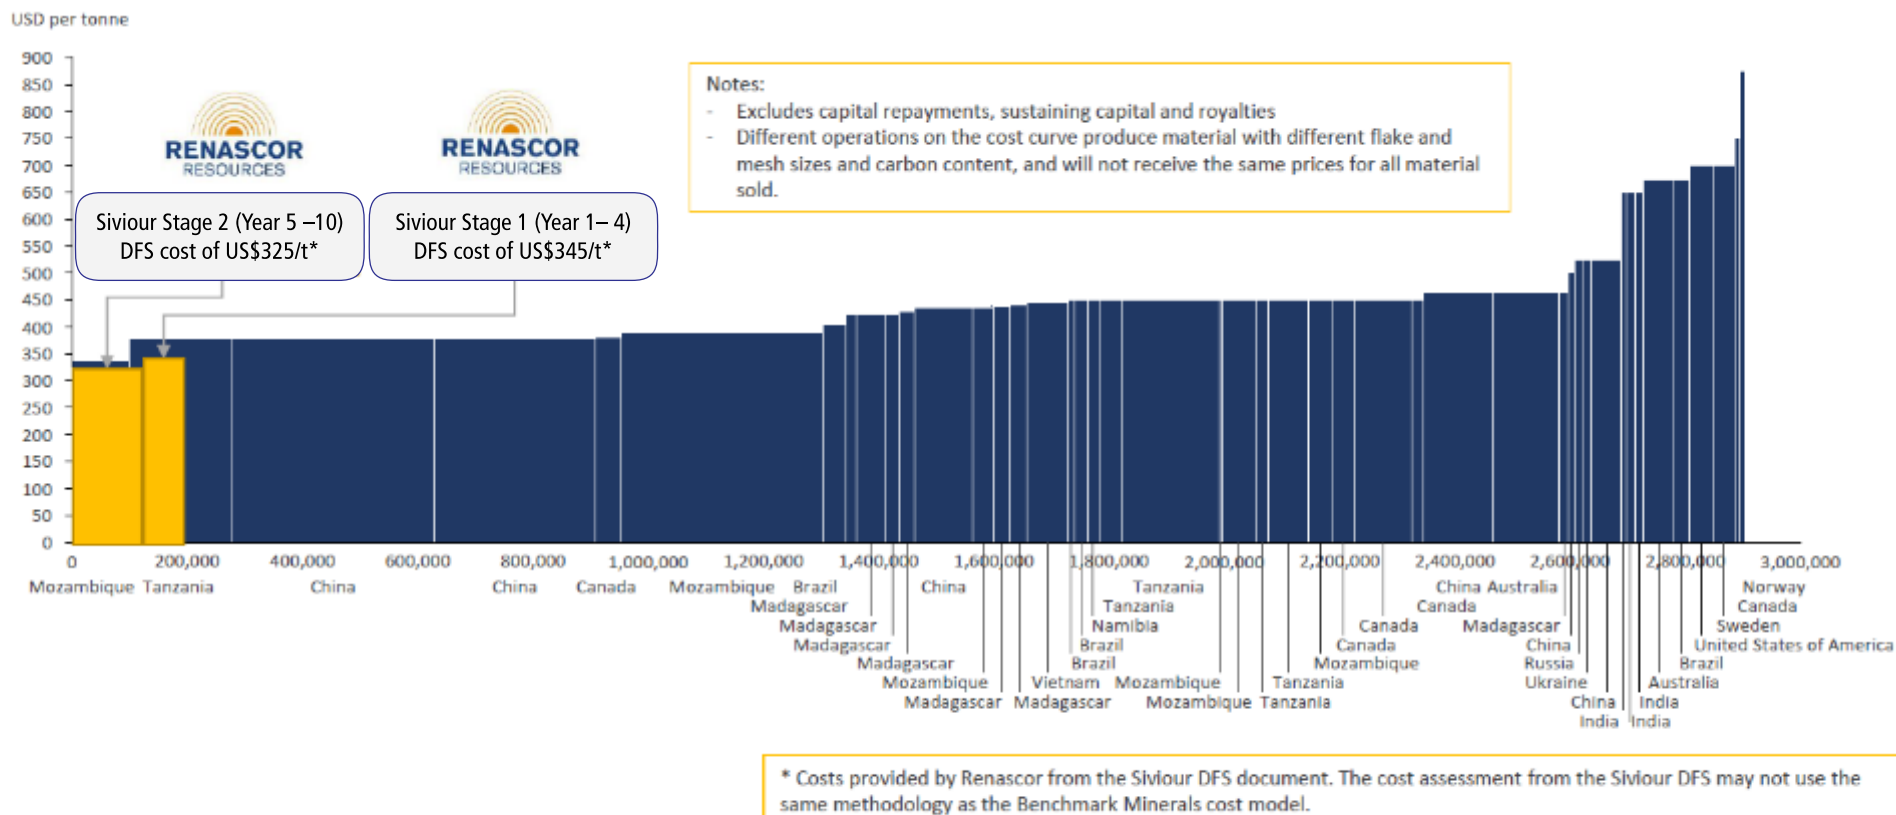 USD per tonne
900
850
800
750
700
650
600
550
500
450
400
350
300
250
200
150
100
50
0
RENASCOR
RESOURCES
RENASCOR
RESOURCES
Siviour Stage 2 (Year 5 –10)
DFS cost of US$325/t*
Siviour Stage 1 (Year 1– 4)
DFS cost of US$345/t*
Notes:
- Excludes capital repayments, sustaining capital and royalties
- Different operations on the cost curve produce material with different flake and
mesh sizes and carbon content, and will not receive the same prices for all material
sold.
0 200,000 400,000 600,000 800,000 1,000,000 1,200,000 1,400,000 1,600,000 1,800,000 2,000,000 2,200,000 2,400,000 2,600,000 2,800,000 3,000,000
Mozambique Tanzania China China Canada Mozambique Brazil China Tanzania China Australia Norway
Madagascar Tanzania Canada Canada
Madagascar Namibia Canada Madagascar Sweden
Madagascar Brazil Canada China United States of America
Madagascar Brazil Mozambique Russia Brazil
Mozambique Vietnam Mozambique Tanzania Ukraine Australia
Madagascar Madagascar Mozambique Tanzania China India
India India
* Costs provided by Renascor from the Siviour DFS document. The cost assessment from the Siviour DFS may not use the
same methodology as the Benchmark Minerals cost model.